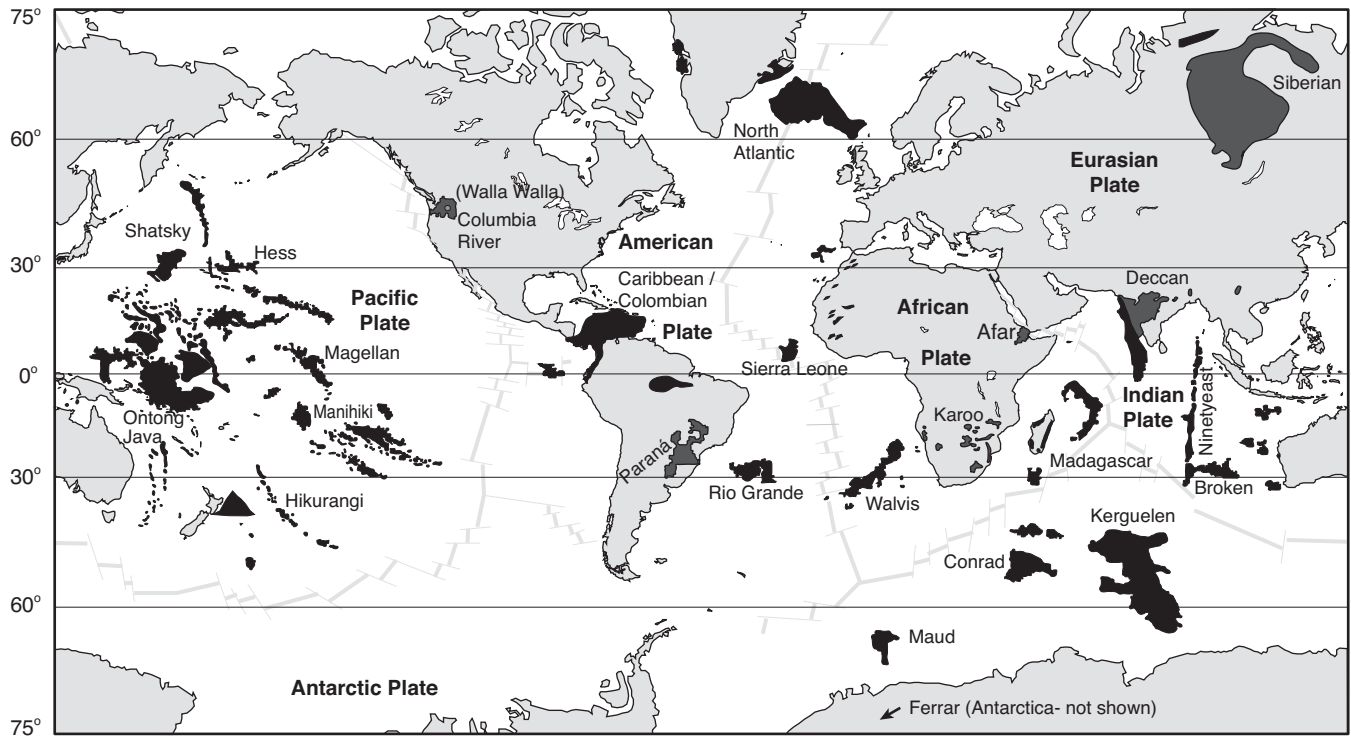 75°
60°
30°
0°
30°
60°
75°
Siberian
North
Atlantic
Eurasian
Plate
(Walla Walla)
Columbia
River
Shatsky
Hess
American
Caribbean /
Colombian
Plate
Pacific
Plate
Deccan
African
Plate
Afar
Magellan
Sierra Leone
Indian
Plate
Ninetyeast
Ontong
Java
Manihiki
Karoo
Paraná
Madagascar
Rio Grande
Walvis
Broken
Hikurangi
Kerguelen
Conrad
Maud
Antarctic Plate
Ferrar (Antarctica- not shown)